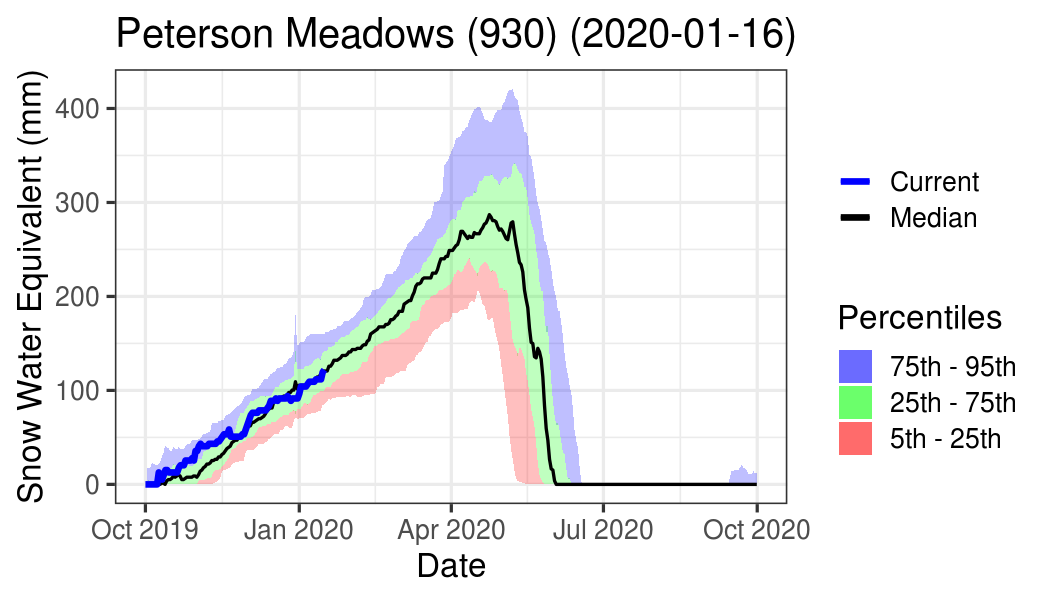 Peterson Meadows (930) (2020-01-16)
Snow Water Equivalent (mm)
400
300
200
100
0
Oct 2019
Jan 2020
Apr 2020
Jul 2020
Oct 2020
Date
Current
Median
Percentiles
75th - 95th
25th - 75th
5th - 25th